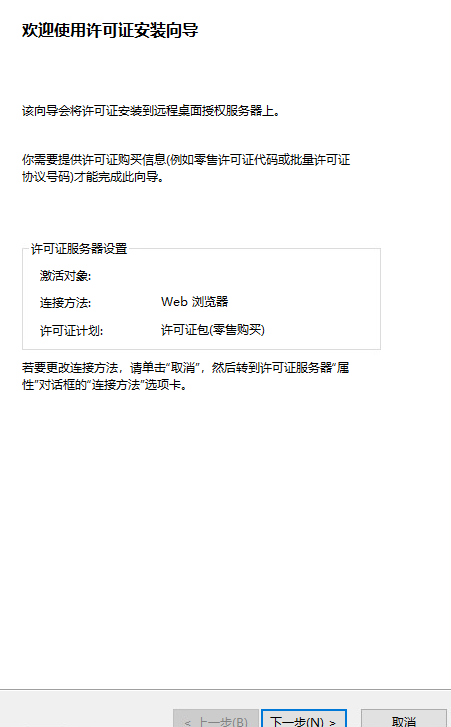 欢迎使用许可证安装向导
该向导会将许可证安装到远程桌面授权服务器上。
你需要提供许可证购买信息(例如零售许可证代码或批量许可证
协议号码)才能完成此向导。
许可证服务器设置
激活对象:
连接方法: Web 浏览器
许可证计划: 许可证包(零售购买)
若要更改连接方法，请单击“取消”，然后转到许可证服务器“属
性”对话框的“连接方法”选项卡。
< 上一步(B) 下一步(N) > 取消